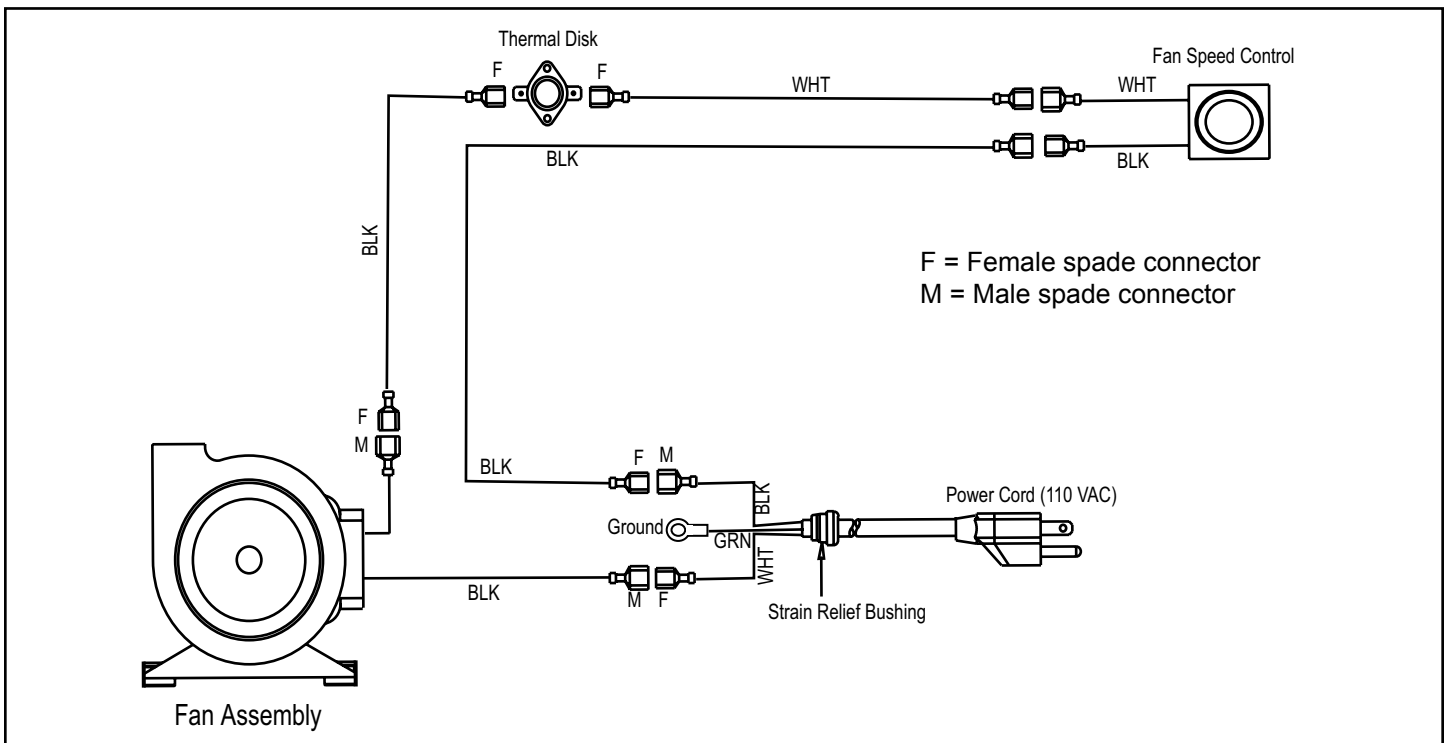 Thermal Disk
Fan Speed Control
F
F
WHT
WHT
BLK
BLK
BLK
F = Female spade connector
M = Male spade connector
F
M
BLK
F
M
BLK
Power Cord (110 VAC)
Ground
GRN
WHT
BLK
M
F
Strain Relief Bushing
Fan Assembly